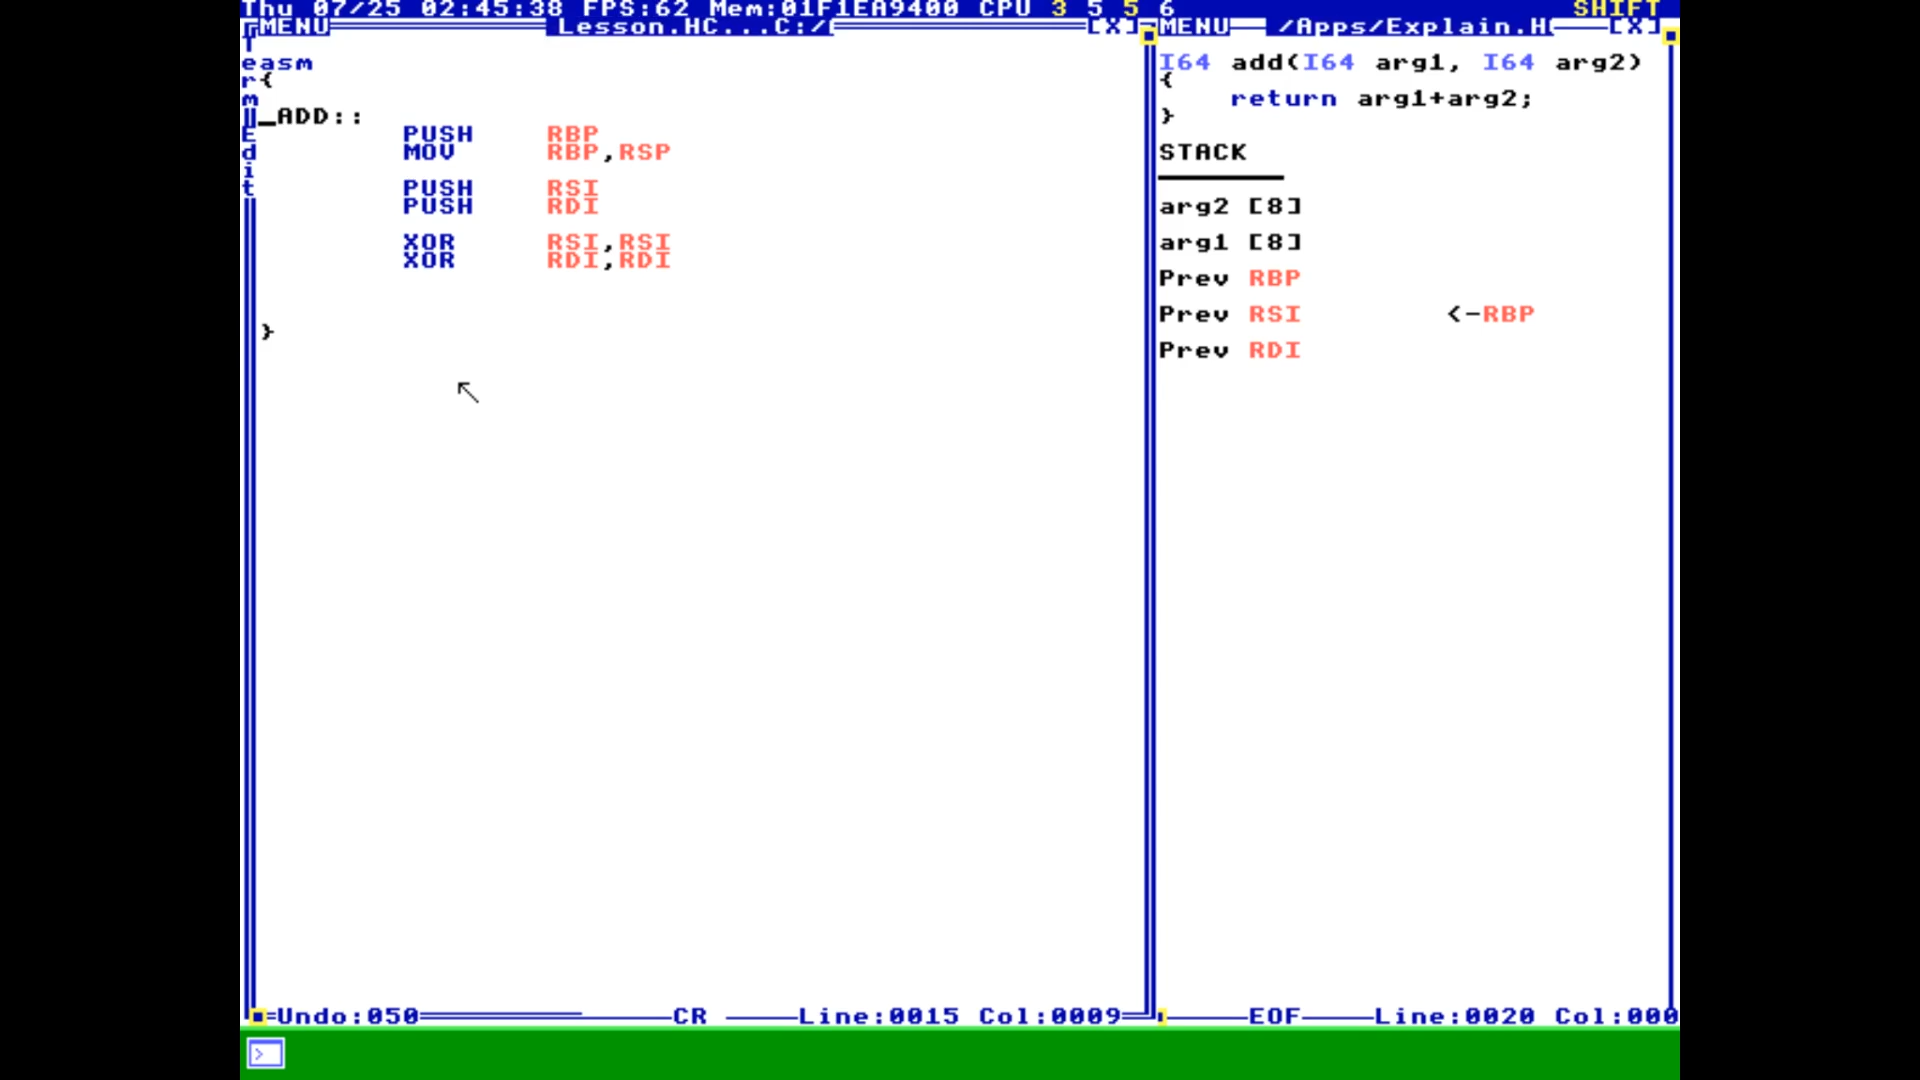 Thu 07/25 02:45:38 FPS:62 Mem:01F1EA9400 CPU 3 5 5 6 SHIFT
MENU Lesson.HC...C:/ [X]
Term
Edit
easm
{
_ADD::
PUSH RBP
MOV RBP,RSP
PUSH RSI
PUSH RDI
XOR RSI,RSI
XOR RDI,RDI
}
Undo:050 CR Line:0015 Col:0009
MENU /Apps/Explain.H [X]
I64 add(I64 arg1, I64 arg2)
{
return arg1+arg2;
}
STACK
arg2 [8]
arg1 [8]
Prev RBP
Prev RSI <-RBP
Prev RDI
EOF Line:0020 Col:000
>